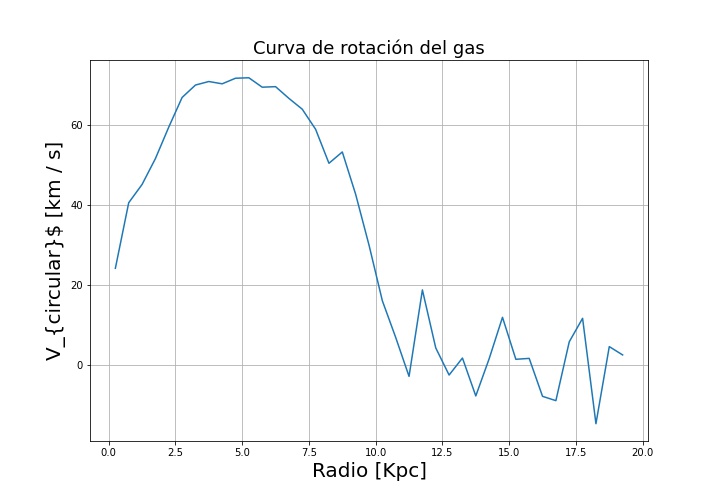 Curva de rotación del gas
V_{circular}$ [km / s]
60
40
20
0
0.0 2.5 5.0 7.5 10.0 12.5 15.0 17.5 20.0
Radio [Kpc]